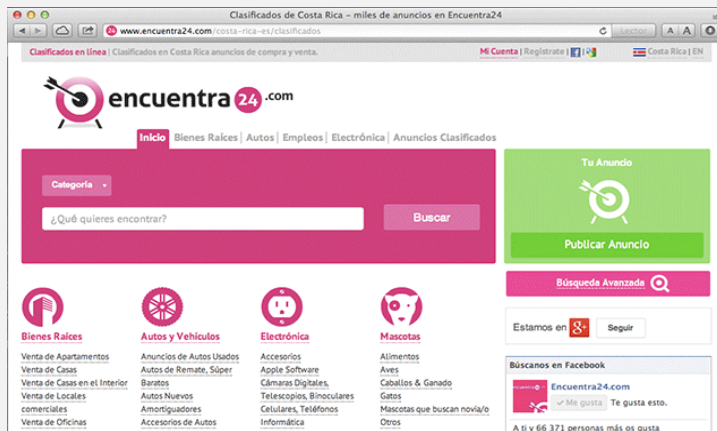 Clasificados de Costa Rica – miles de anuncios en Encuentra24
www.encuentra24.com/costa-rica-es/clasificados
Lector
A A
Clasificados en línea | Clasificados en Costa Rica anuncios de compra y venta.
Mi Cuenta | Registrate |
Costa Rica | EN
encuentra 24 .com
Inicio Bienes Raíces | Autos | Empleos | Electrónica | Anuncios Clasificados
Categoría
¿Qué quieres encontrar?
Buscar
Tu Anuncio
Publicar Anuncio
Búsqueda Avanzada
Bienes Raíces
Venta de Apartamentos
Venta de Casas
Venta de Casas en el Interior
Venta de Locales
comerciales
Venta de Oficinas
Autos y Vehículos
Anuncios de Autos Usados
Autos de Remate, Súper
Baratos
Autos Nuevos
Amortiguadores
Accesorios de Autos
Electrónica
Accesorios
Apple Software
Cámaras Digitales,
Telescopios, Binoculares
Celulares, Teléfonos
Informática
Mascotas
Alimentos
Aves
Caballos & Ganado
Gatos
Mascotas que buscan novia/o
Otros
Estamos en g+ Seguir
Búscanos en Facebook
Encuentra24.com
Me gusta Te gusta esto.
A ti y 66 371 personas más os gusta